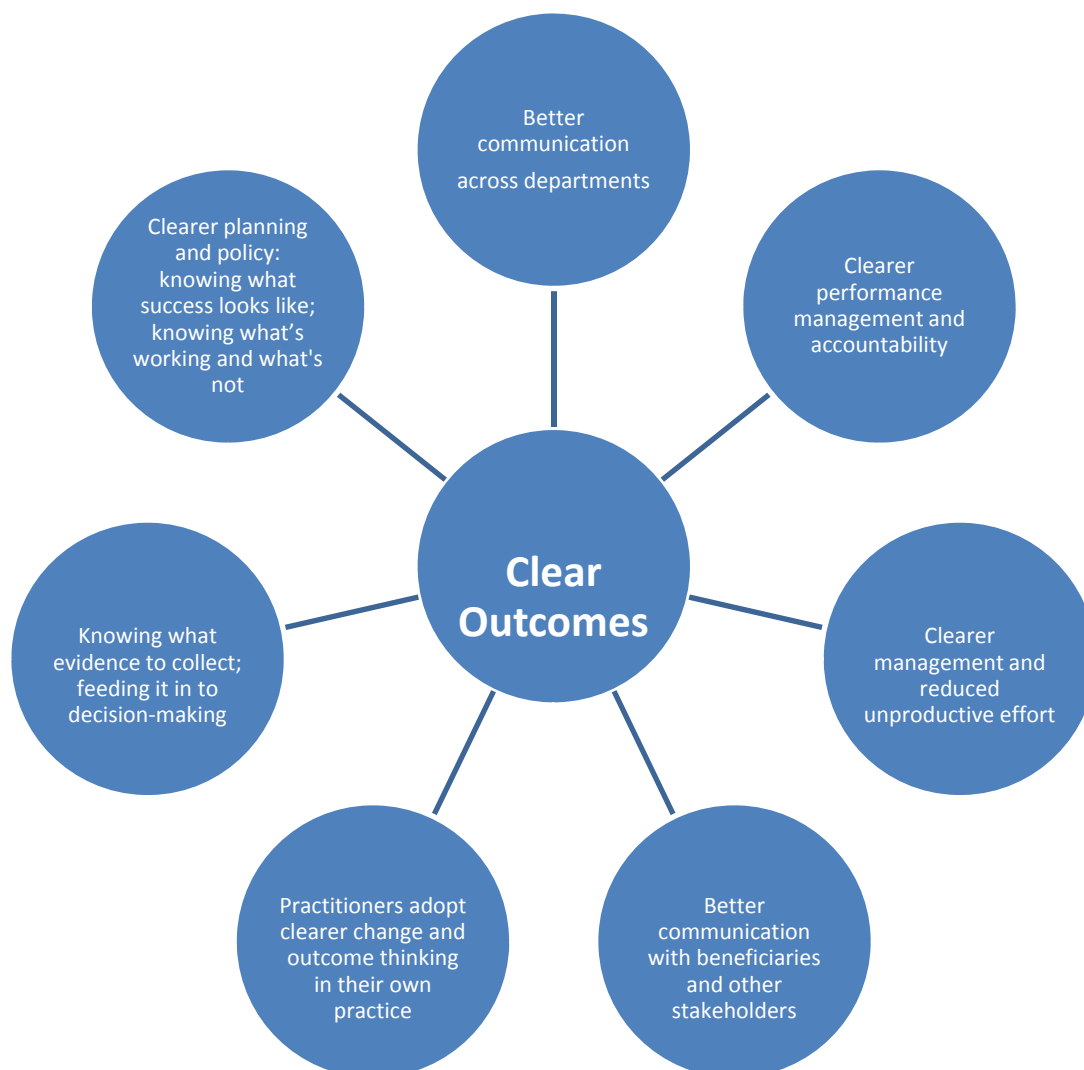 Better
communication
across departments
Clearer
performance
management and
accountability
Clearer
management and
reduced
unproductive effort
Better
communication
with beneficiaries
and other
stakeholders
Practitioners adopt
clearer change and
outcome thinking
in their own
practice
Knowing what
evidence to collect;
feeding it in to
decision-making
Clearer planning
and policy:
knowing what
success looks like;
knowing what’s
working and what's
not
Clear
Outcomes